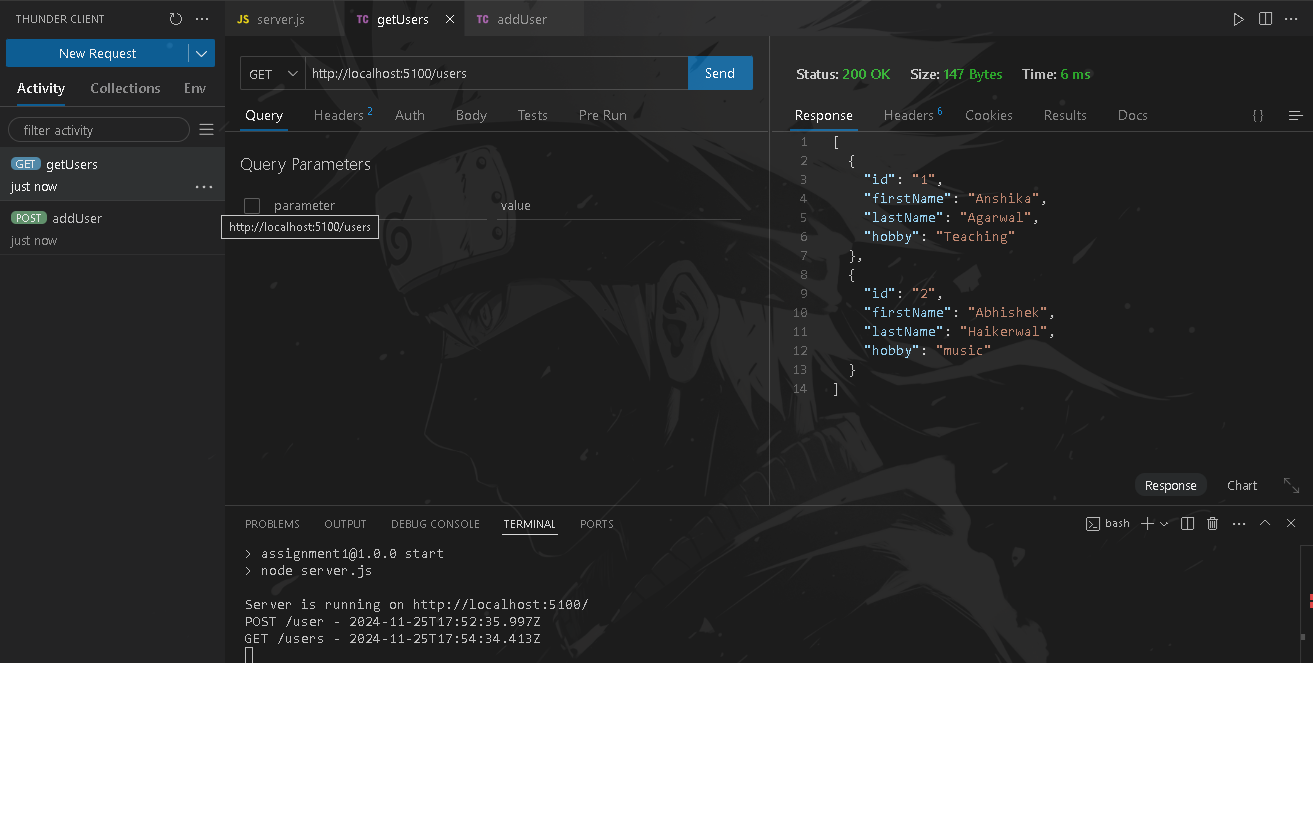 THUNDER CLIENT
New Request
Activity Collections Env
filter activity
GET getUsers
just now
POST addUser
just now
JS server.js TC getUsers TC addUser
GET http://localhost:5100/users Send
Query Headers 2 Auth Body Tests Pre Run
Query Parameters
parameter value
http://localhost:5100/users
Status: 200 OK Size: 147 Bytes Time: 6 ms
Response Headers 6 Cookies Results Docs {}
1 [
2 {
3 "id": "1",
4 "firstName": "Anshika",
5 "lastName": "Agarwal",
6 "hobby": "Teaching"
7 },
8 {
9 "id": "2",
10 "firstName": "Abhishek",
11 "lastName": "Haikerwal",
12 "hobby": "music"
13 }
14 ]
Response Chart
PROBLEMS OUTPUT DEBUG CONSOLE TERMINAL PORTS bash
> assignment1@1.0.0 start
> node server.js
Server is running on http://localhost:5100/
POST /user - 2024-11-25T17:52:35.997Z
GET /users - 2024-11-25T17:54:34.413Z